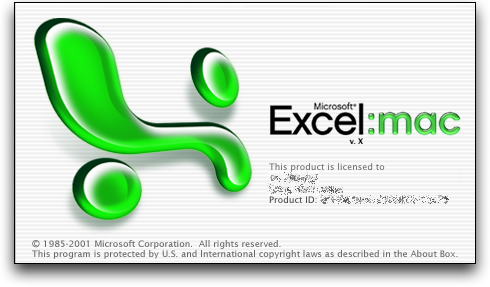 Microsoft®
Excel:mac
v. X
This product is licensed to
Product ID:
© 1985-2001 Microsoft Corporation. All rights reserved.
This program is protected by U.S. and International copyright laws as described in the About Box.